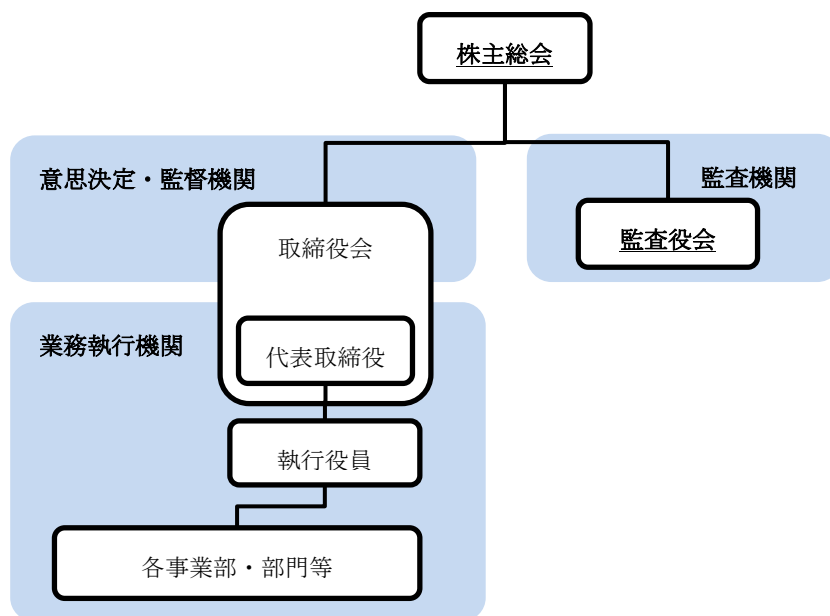 株主総会
意思決定・監督機関
監査機関
取締役会
監査役会
業務執行機関
代表取締役
執行役員
各事業部・部門等